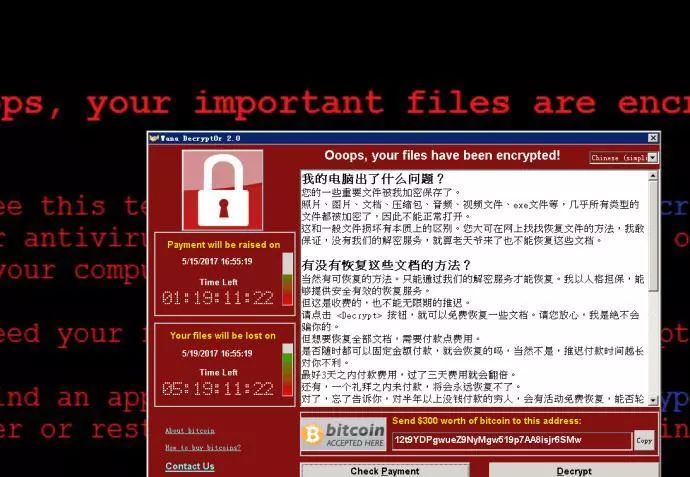 ops, your important files are encr
Wana Decrypt0r 2.0
Ooops, your files have been encrypted!
Chinese (simpl
我的电脑出了什么问题？
您的一些重要文件被我加密保存了。
照片、图片、文档、压缩包、音频、视频文件、exe文件等，几乎所有类型的
文件都被加密了，因此不能正常打开。
这和一般文件损坏有本质上的区别。您大可在网上找找恢复文件的方法，我敢
保证，没有我们的解密服务，就算老天爷来了也不能恢复这些文档。
有没有恢复这些文档的方法？
当然有可恢复的方法。只能通过我们的解密服务才能恢复。我以人格担保，能
够提供安全有效的恢复服务。
但这是收费的，也不能无限期的推迟。
请点击 <Decrypt> 按钮，就可以免费恢复一些文档。请您放心，我是绝不会
骗你的。
但想要恢复全部文档，需要付款点费用。
是否随时都可以固定金额付款，就会恢复的吗，当然不是，推迟付款时间越长
对你不利。
最好3天之内付款费用，过了三天费用就会翻倍。
还有，一个礼拜之内未付款，将会永远恢复不了。
对了，忘了告诉你，对半年以上没钱付款的穷人，会有活动免费恢复，能否轮
Payment will be raised on
5/15/2017 16:55:19
Time Left
01:19:11:22
Your files will be lost on
5/19/2017 16:55:19
Time Left
05:19:11:22
About bitcoin
How to buy bitcoins?
Contact Us
bitcoin
ACCEPTED HERE
Send $300 worth of bitcoin to this address:
12t9YDPgwueZ9NyMgw519p7AA8isjr6SMw
Copy
Check Payment
Decrypt
ee this te
r antiviru
your compu
eed your
ind an app
er or rest